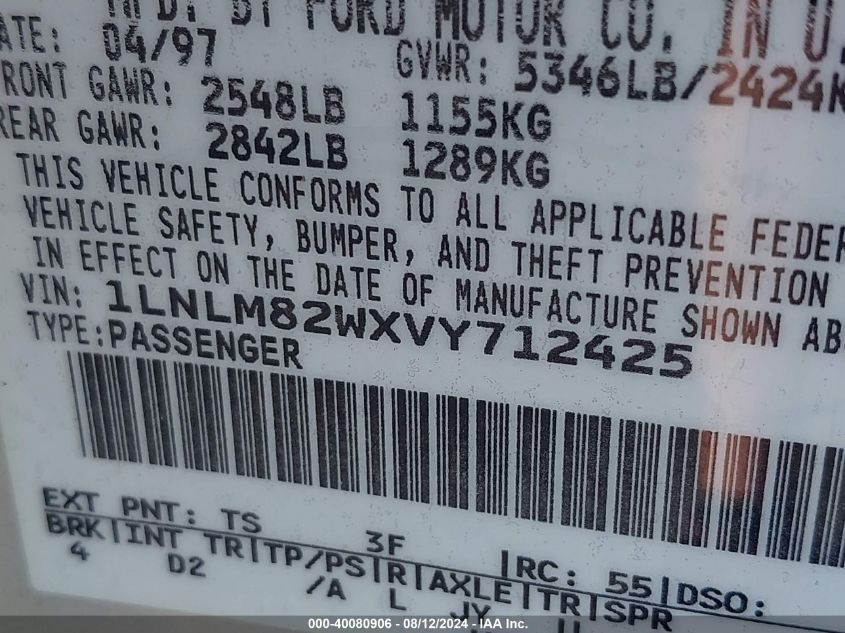 MFD. BY FORD MOTOR CO. IN U.
ATE: 04/97 GVWR: 5346LB/2424K
FRONT GAWR: 2548LB 1155KG
REAR GAWR: 2842LB 1289KG
THIS VEHICLE CONFORMS TO ALL APPLICABLE FEDER
VEHICLE SAFETY, BUMPER, AND THEFT PREVENTION
IN EFFECT ON THE DATE OF MANUFACTURE SHOWN AB
VIN: 1LNLM82WXVY712425
TYPE:PASSENGER
EXT PNT: TS 3F RC: 55 DSO:
BRK INT TR TP/PS R AXLE TR SPR
4 D2 /A L JY
000-40080906 - 08/12/2024 - IAA Inc.